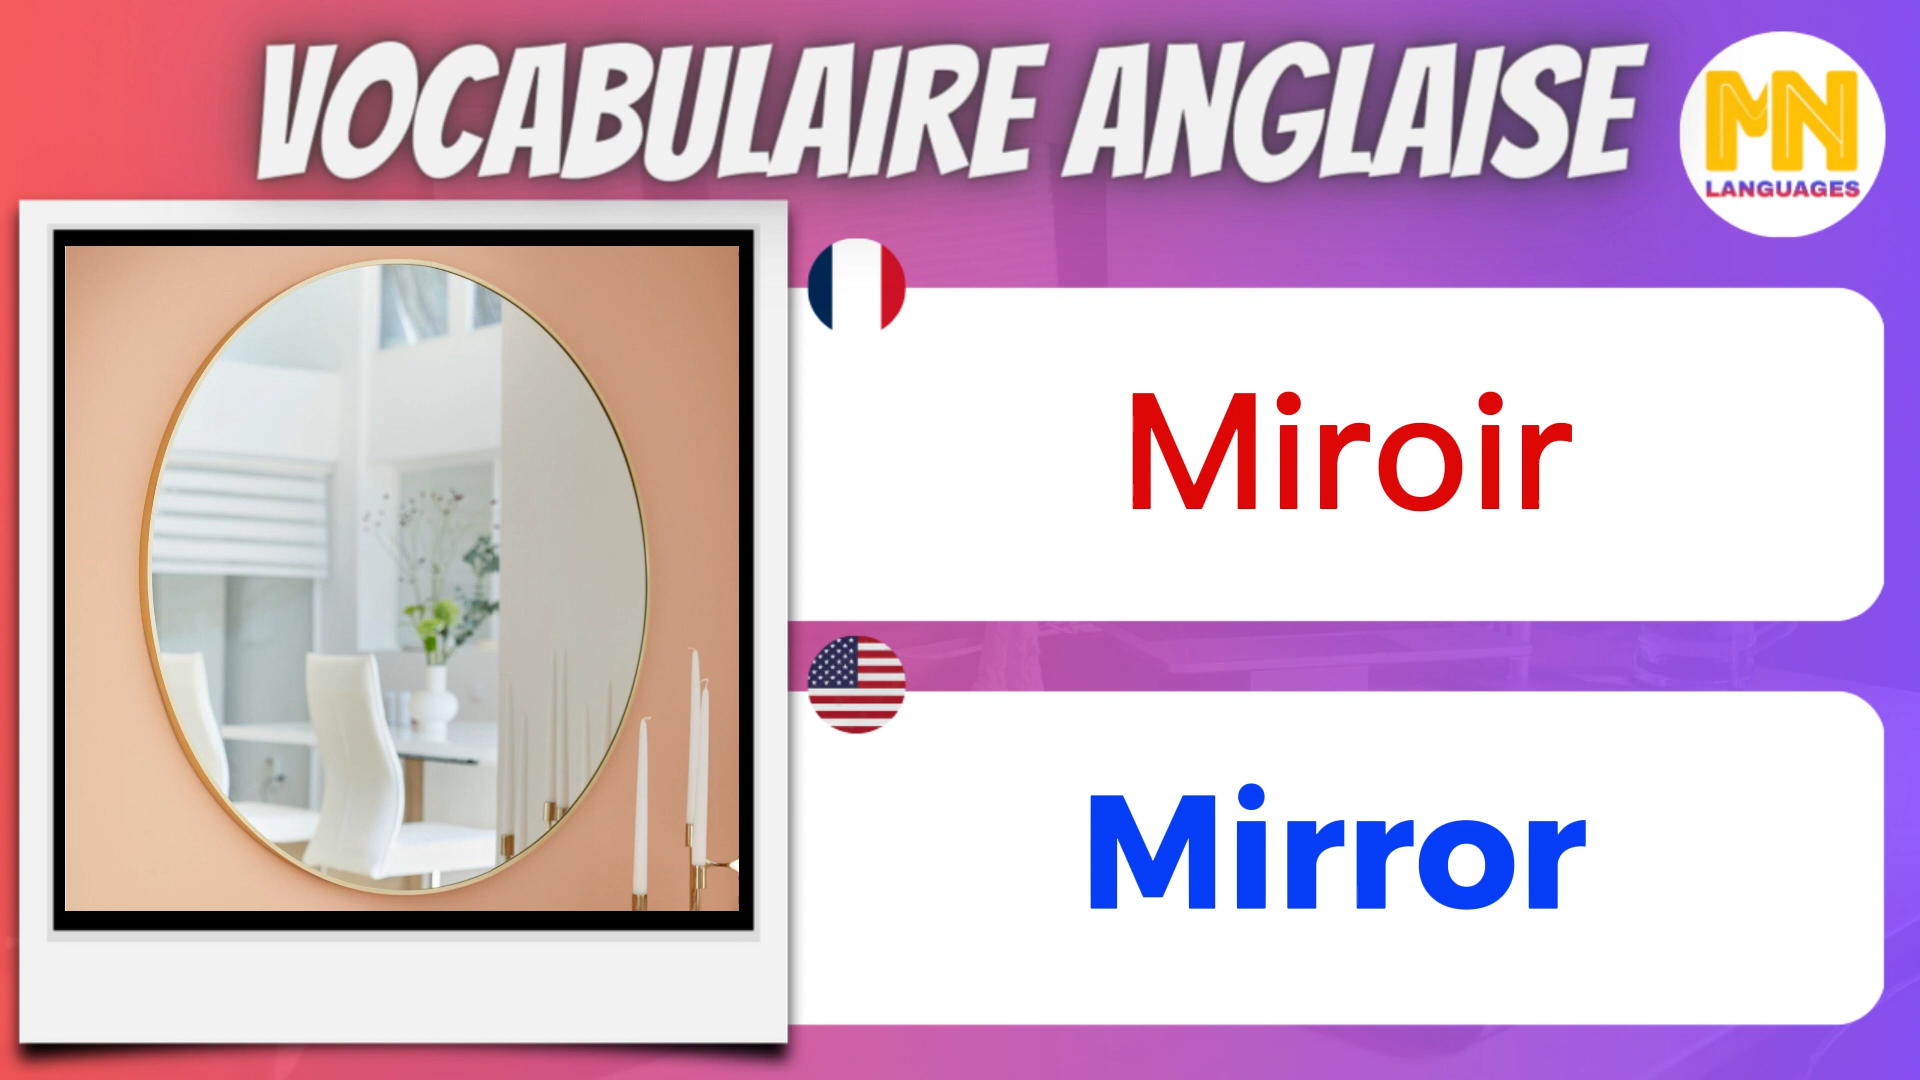 VOCABULAIRE ANGLAISE
MN
LANGUAGES
Miroir
Mirror